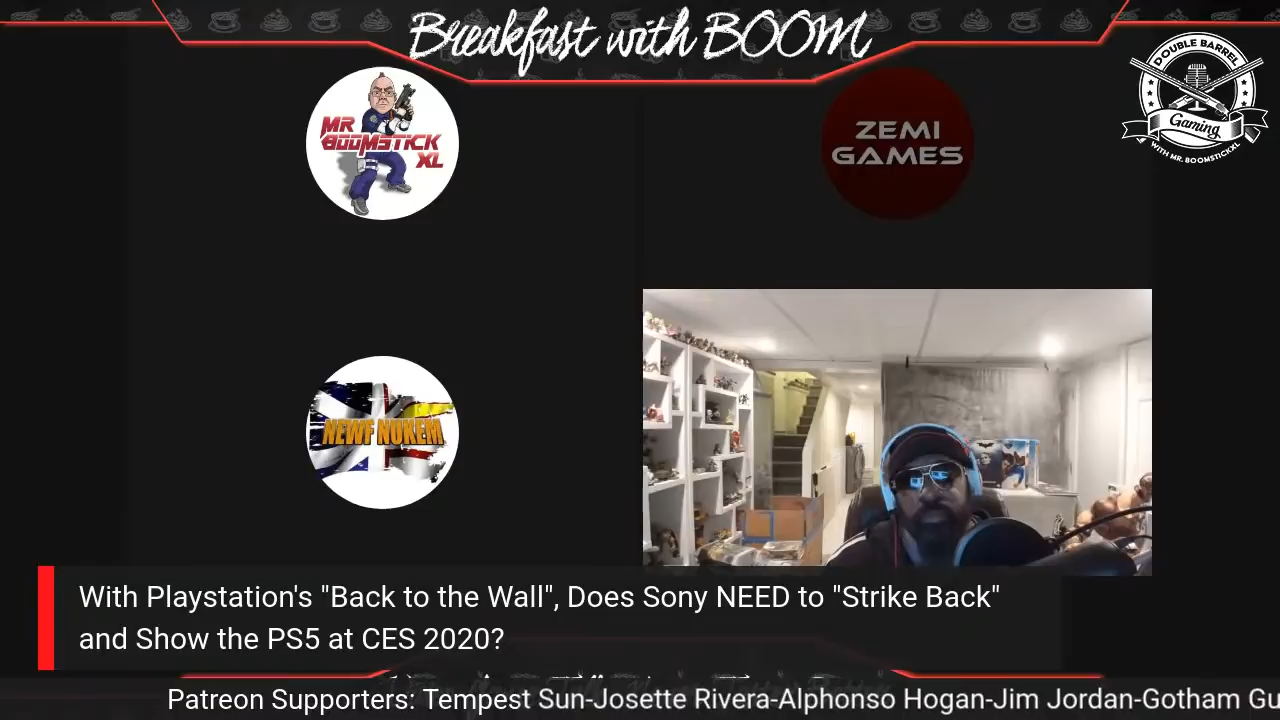 Breakfast with BOOM
DOUBLE BARREL
Gaming
WITH MR. BOOMSTICKXL
MR
BOOMSTICK
XL
ZEMI
GAMES
NEWF NUKEM
With Playstation's "Back to the Wall", Does Sony NEED to "Strike Back"
and Show the PS5 at CES 2020?
Patreon Supporters: Tempest Sun-Josette Rivera-Alphonso Hogan-Jim Jordan-Gotham Gu